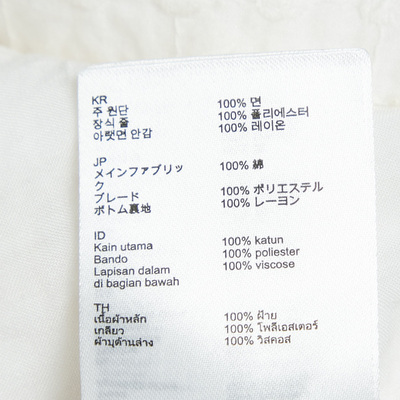 KR
주 원단 100% 면
장식 줄 100% 폴리에스터
아랫면 안감 100% 레이온
JP
メインファブリッ 100% 綿
ク
ブレード 100% ポリエステル
ボトム裏地 100% レーヨン
ID
Kain utama 100% katun
Bando 100% poliester
Lapisan dalam 100% viscose
di bagian bawah
TH
เนื้อผ้าหลัก 100% ฝ้าย
เกลียว 100% โพลีเอสเตอร์
ผ้าบุด้านล่าง 100% วิสคอส